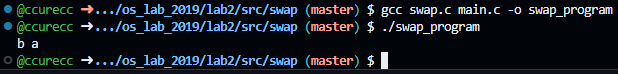 @ccurecc ➜.../os_lab_2019/lab2/src/swap (master) $ gcc swap.c main.c -o swap_program
@ccurecc ➜.../os_lab_2019/lab2/src/swap (master) $ ./swap_program
b a
@ccurecc ➜.../os_lab_2019/lab2/src/swap (master) $